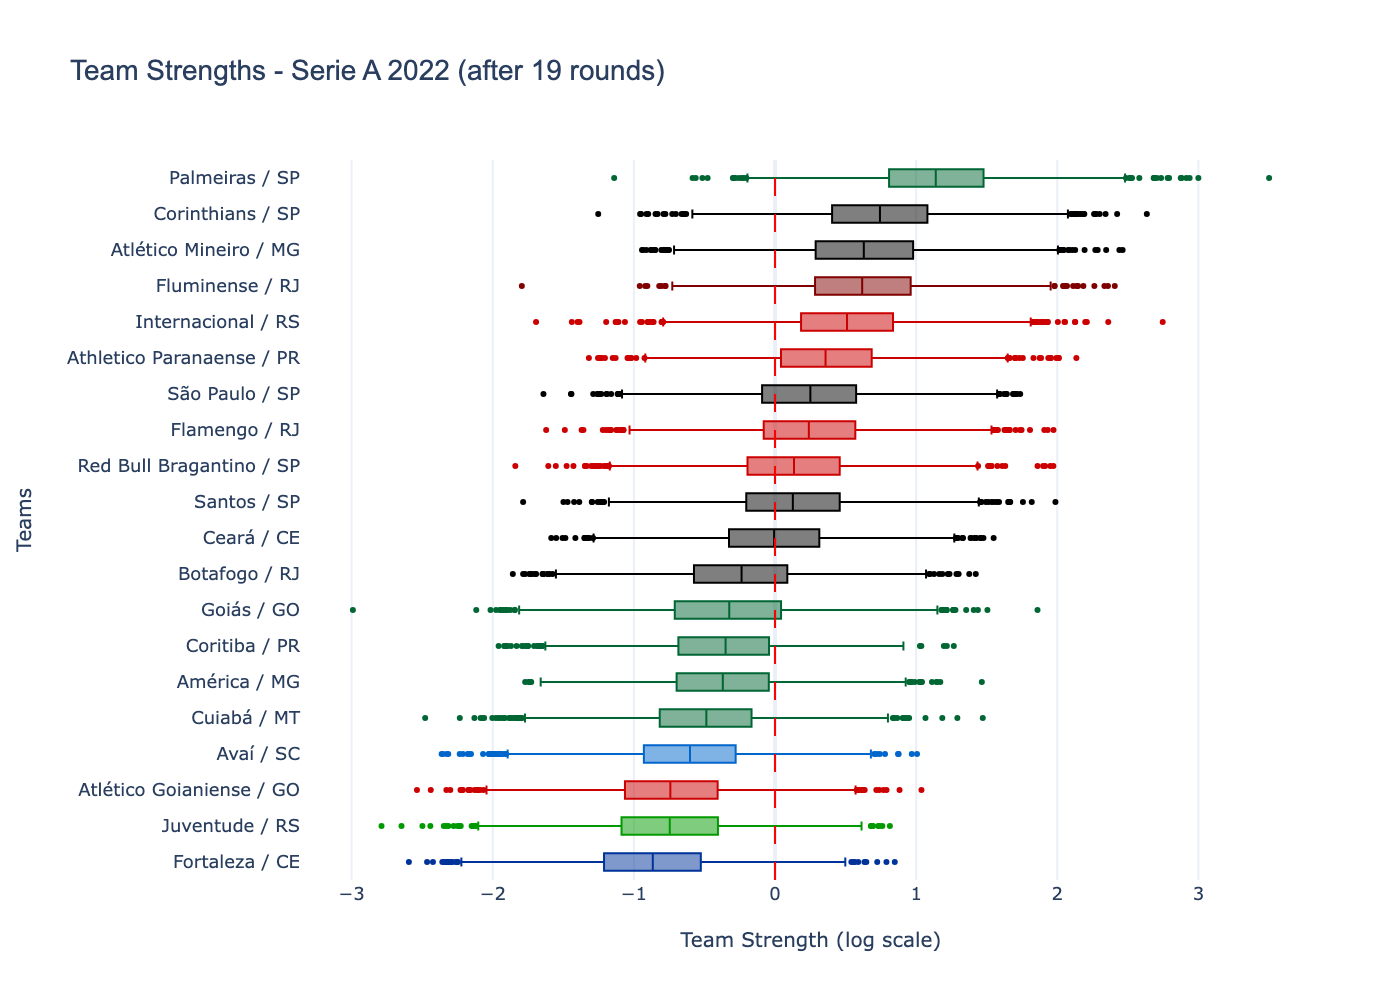 Team Strengths - Serie A 2022 (after 19 rounds)
Palmeiras / SP
Corinthians / SP
Atlético Mineiro / MG
Fluminense / RJ
Internacional / RS
Athletico Paranaense / PR
São Paulo / SP
Flamengo / RJ
Red Bull Bragantino / SP
Santos / SP
Ceará / CE
Botafogo / RJ
Goiás / GO
Coritiba / PR
América / MG
Cuiabá / MT
Avaí / SC
Atlético Goianiense / GO
Juventude / RS
Fortaleza / CE
Teams
−3 −2 −1 0 1 2 3
Team Strength (log scale)